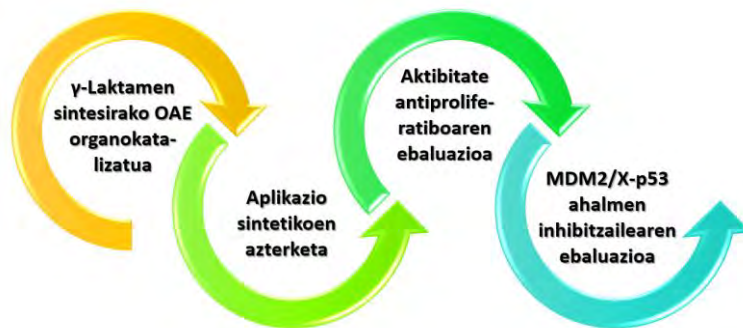 γ-Laktamen
sintesirako OAE
organokata-
lizatua
Aplikazio
sintetikoen
azterketa
Aktibitate
antiprolife-
ratiboaren
ebaluazioa
MDM2/X-p53
ahalmen
inhibitzailearen
ebaluazioa